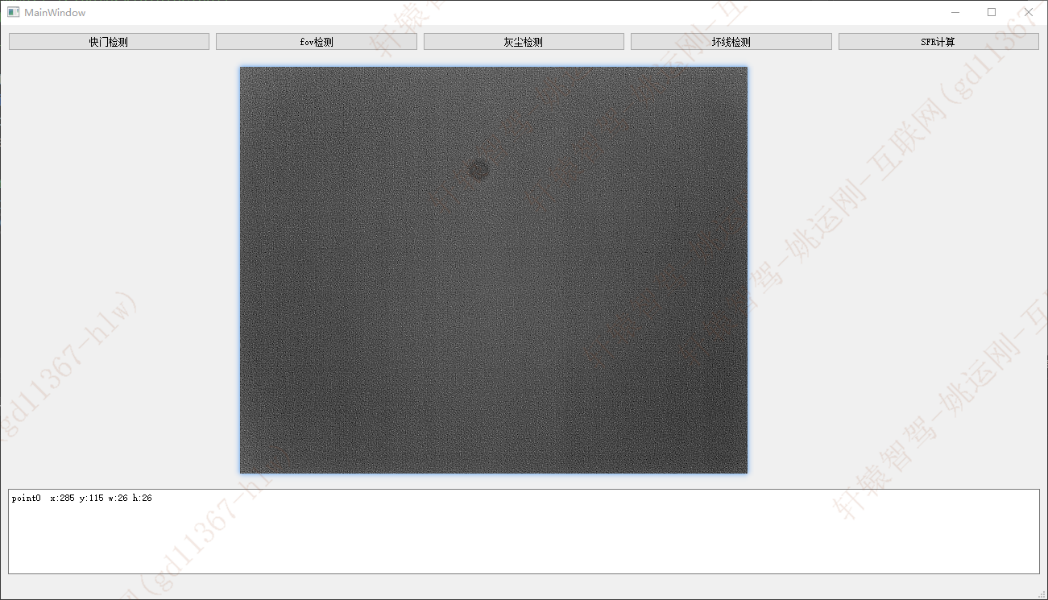 MainWindow
快门检测
fov检测
灰尘检测
坏线检测
SFR计算
point0 x:285 y:115 w:26 h:26
轩辕智驾-姚运刚-互联网(gd11367-hlw)